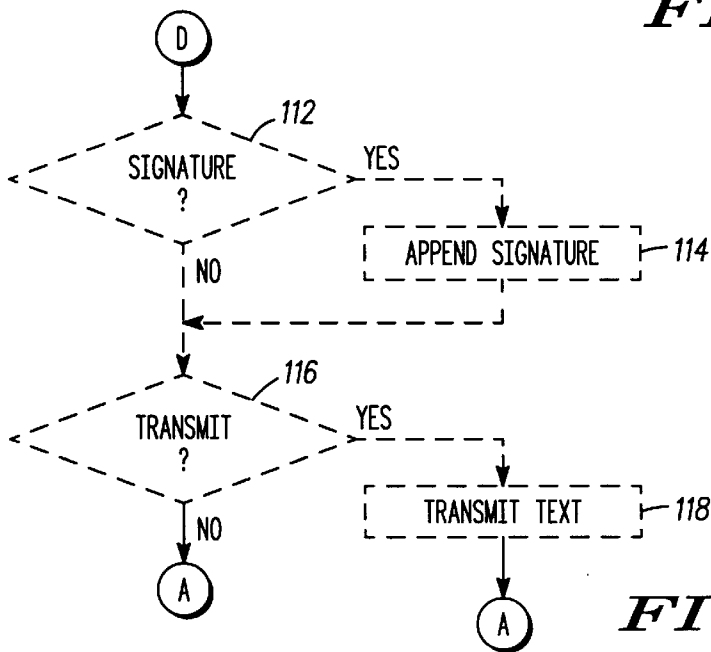 FI
D
112
SIGNATURE
?
YES
APPEND SIGNATURE
114
NO
116
TRANSMIT
?
YES
TRANSMIT TEXT
118
NO
A
A
FI